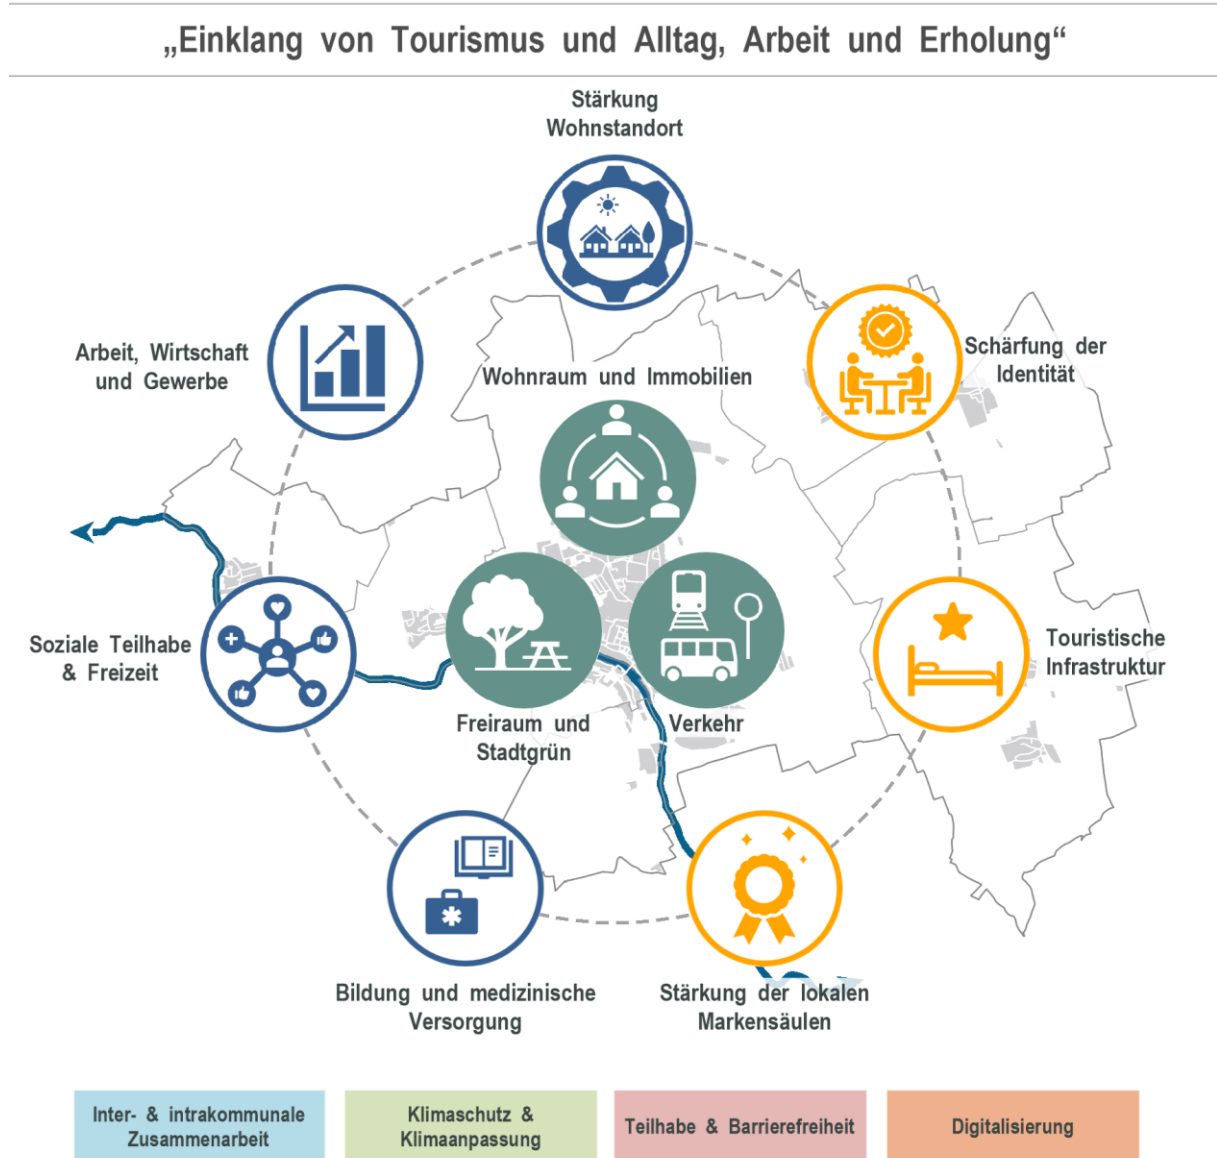 „Einklang von Tourismus und Alltag, Arbeit und Erholung“
Stärkung
Wohnstandort
Arbeit, Wirtschaft
und Gewerbe
Wohnraum und Immobilien
Schärfung der
Identität
Soziale Teilhabe
& Freizeit
Freiraum und
Stadtgrün
Verkehr
Touristische
Infrastruktur
Bildung und medizinische
Versorgung
Stärkung der lokalen
Markensäulen
Inter- & intrakommunale
Zusammenarbeit
Klimaschutz &
Klimaanpassung
Teilhabe & Barrierefreiheit
Digitalisierung